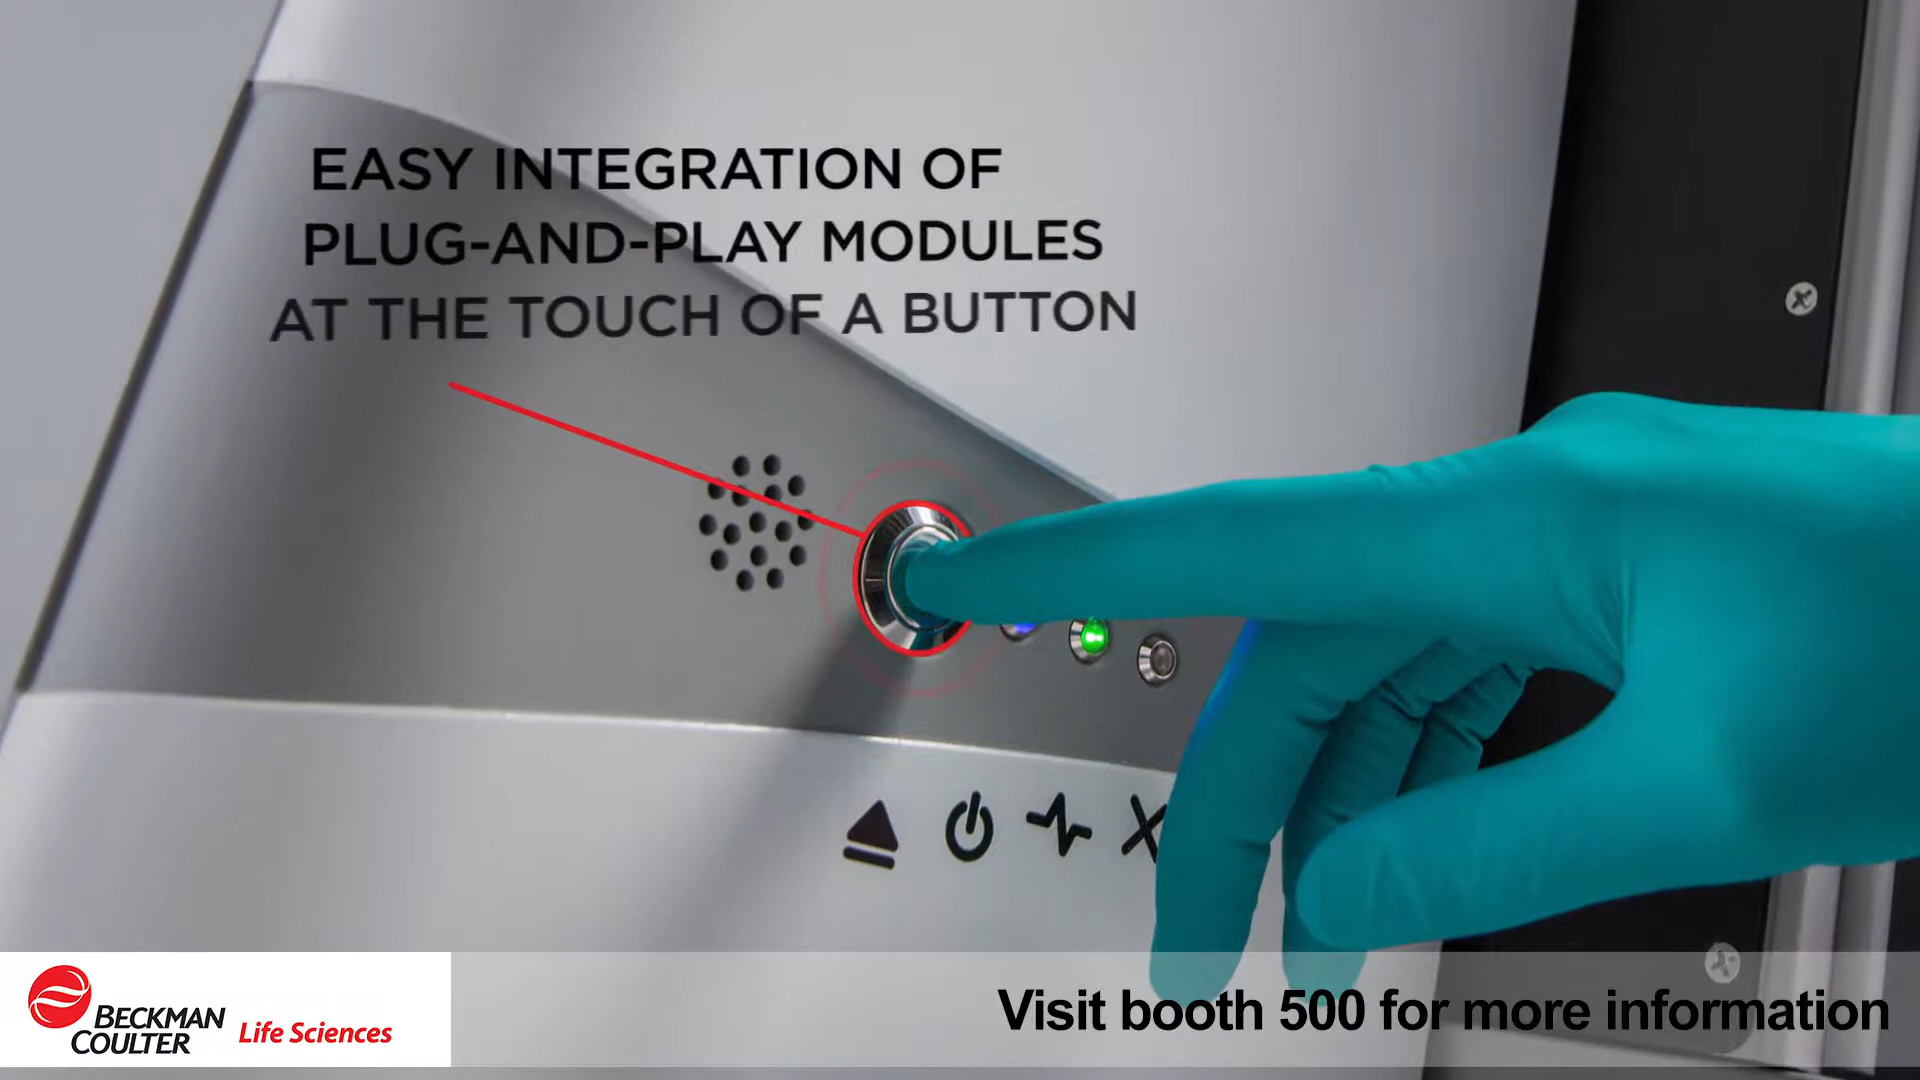 EASY INTEGRATION OF
PLUG-AND-PLAY MODULES
AT THE TOUCH OF A BUTTON
BECKMAN
COULTER
Life Sciences
Visit booth 500 for more information